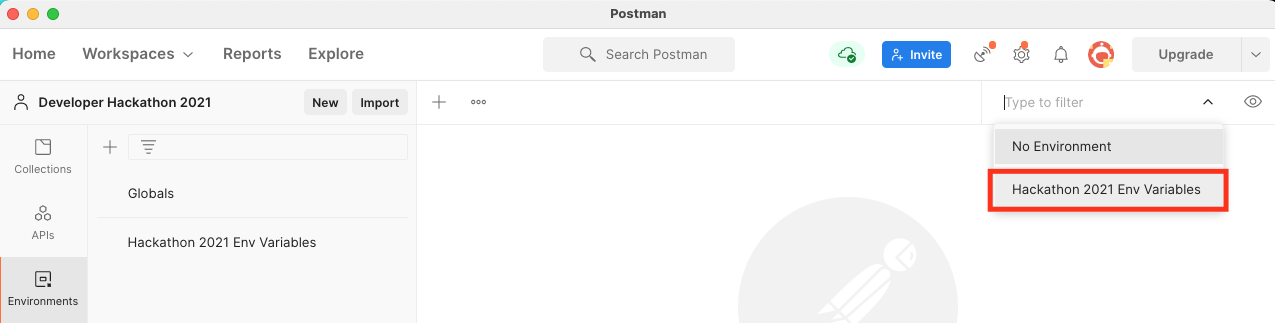 Postman
Home Workspaces Reports Explore Search Postman Invite Upgrade
Developer Hackathon 2021 New Import Type to filter
No Environment
Collections
Globals
Hackathon 2021 Env Variables
APIs
Hackathon 2021 Env Variables
Environments